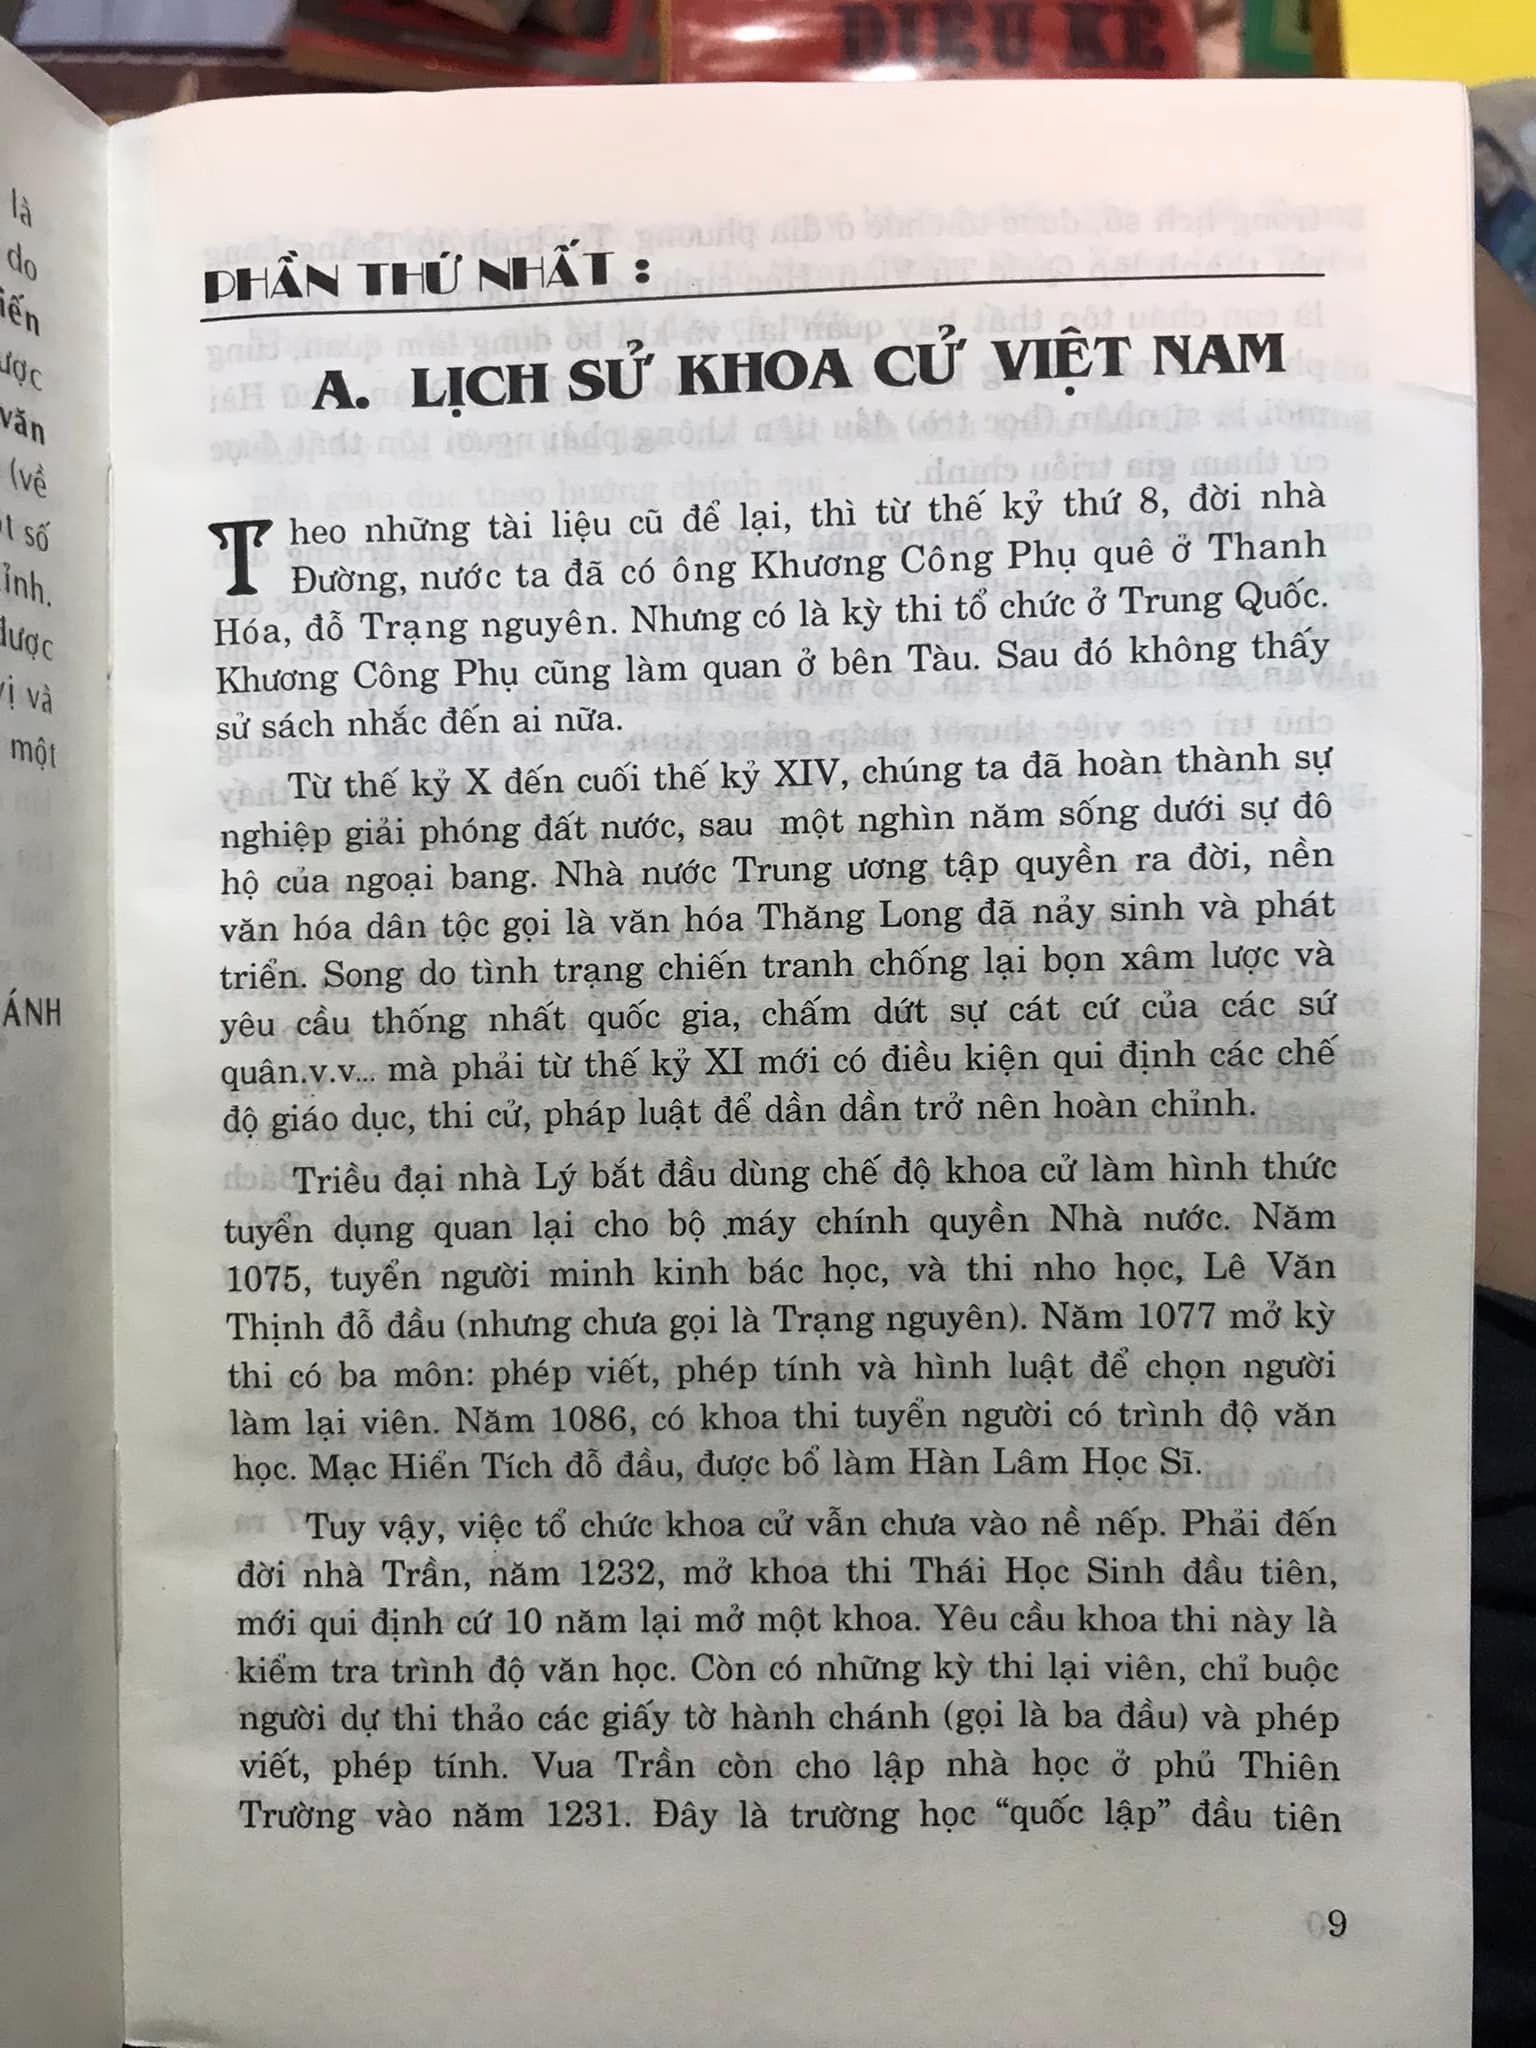 ĐIỆU KẾ
là
do
iến
ược
văn
(về
t số
ỉnh.
được
vị và
một
ÁNH
PHẦN THỨ NHẤT :
A. LỊCH SỬ KHOA CỬ VIỆT NAM
Theo những tài liệu cũ để lại, thì từ thế kỷ thứ 8, đời nhà
Đường, nước ta đã có ông Khương Công Phụ quê ở Thanh
Hóa, đỗ Trạng nguyên. Nhưng có là kỳ thi tổ chức ở Trung Quốc.
Khương Công Phụ cũng làm quan ở bên Tàu. Sau đó không thấy
sử sách nhắc đến ai nữa.
Từ thế kỷ X đến cuối thế kỷ XIV, chúng ta đã hoàn thành sự
nghiệp giải phóng đất nước, sau một nghìn năm sống dưới sự đô
hộ của ngoại bang. Nhà nước Trung ương tập quyền ra đời, nền
văn hóa dân tộc gọi là văn hóa Thăng Long đã nảy sinh và phát
triển. Song do tình trạng chiến tranh chống lại bọn xâm lược và
yêu cầu thống nhất quốc gia, chấm dứt sự cát cứ của các sứ
quân.v.v... mà phải từ thế kỷ XI mới có điều kiện qui định các chế
độ giáo dục, thi cử, pháp luật để dần dần trở nên hoàn chỉnh.
Triều đại nhà Lý bắt đầu dùng chế độ khoa cử làm hình thức
tuyển dụng quan lại cho bộ máy chính quyền Nhà nước. Năm
1075, tuyển người minh kinh bác học, và thi nho học, Lê Văn
Thịnh đỗ đầu (nhưng chưa gọi là Trạng nguyên). Năm 1077 mở kỳ
thi có ba môn: phép viết, phép tính và hình luật để chọn người
làm lại viên. Năm 1086, có khoa thi tuyển người có trình độ văn
học. Mạc Hiển Tích đỗ đầu, được bổ làm Hàn Lâm Học Sĩ.
Tuy vậy, việc tổ chức khoa cử vẫn chưa vào nề nếp. Phải đến
đời nhà Trần, năm 1232, mở khoa thi Thái Học Sinh đầu tiên,
mới qui định cứ 10 năm lại mở một khoa. Yêu cầu khoa thi này là
kiểm tra trình độ văn học. Còn có những kỳ thi lại viên, chỉ buộc
người dự thi thảo các giấy tờ hành chánh (gọi là ba đầu) và phép
viết, phép tính. Vua Trần còn cho lập nhà học ở phủ Thiên
Trường vào năm 1231. Đây là trường học “quốc lập” đầu tiên
9